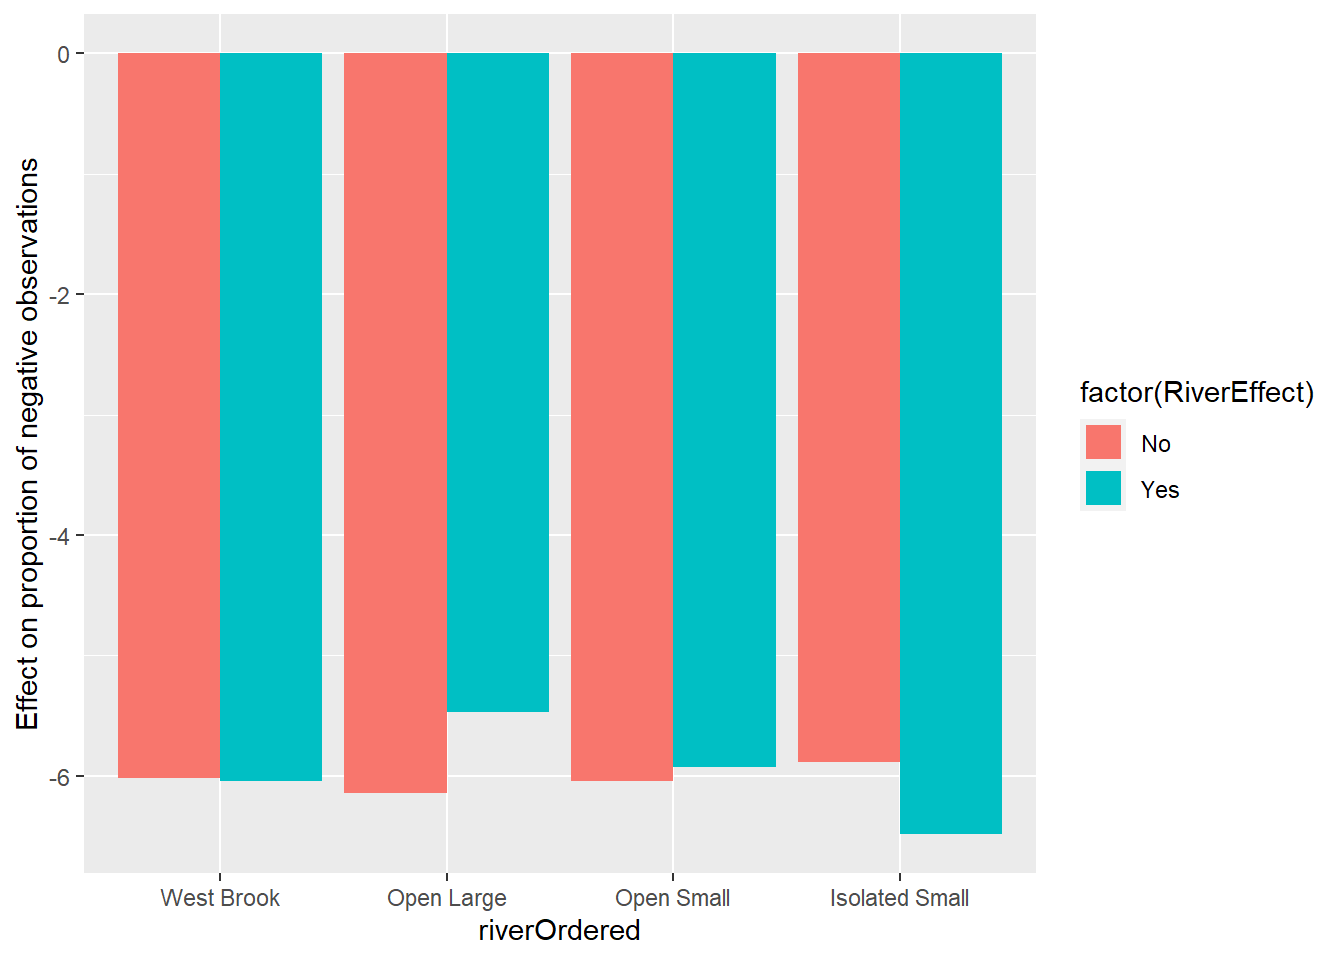 Effect on proportion of negative observations
0
-2
-4
-6
West Brook
Open Large
Open Small
Isolated Small
riverOrdered
factor(RiverEffect)
No
Yes